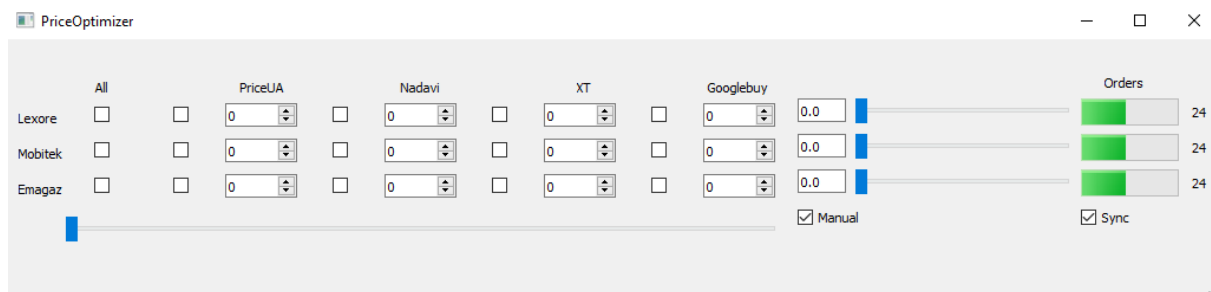 PriceOptimizer
All PriceUA Nadavi XT Googlebuy Orders
Lexore 0 0 0 0 0.0 24
Mobitek 0 0 0 0 0.0 24
Emagaz 0 0 0 0 0.0 24
Manual Sync